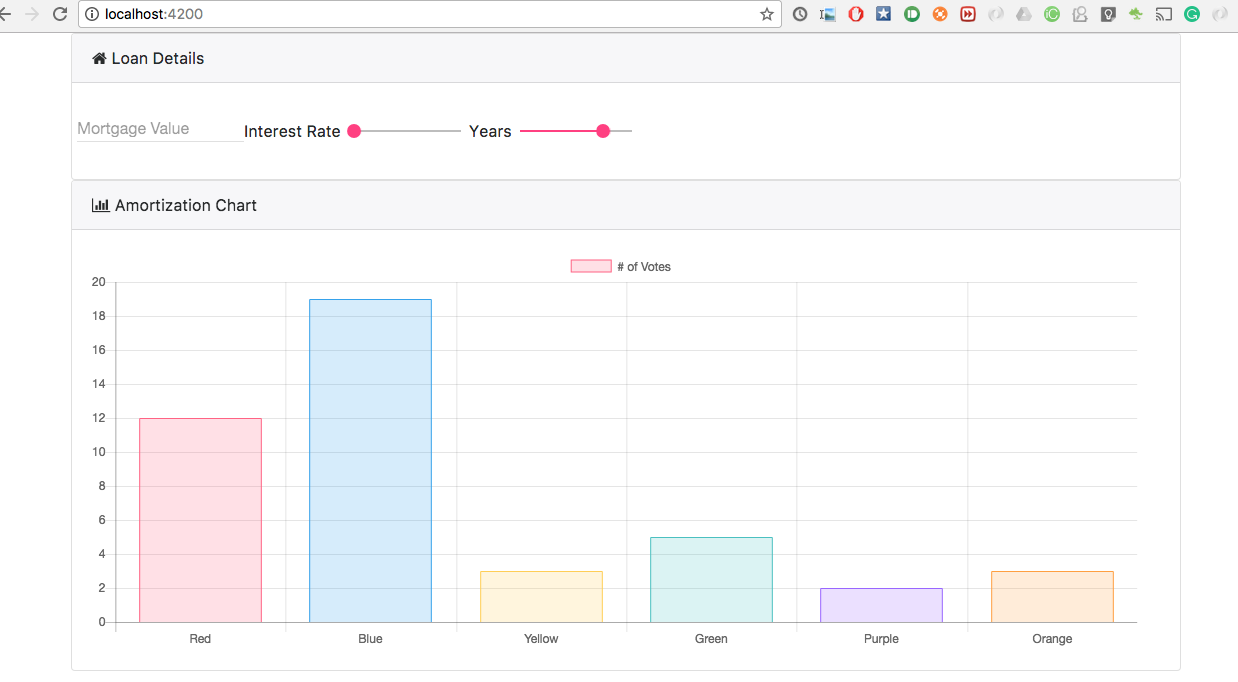 localhost:4200
Loan Details
Mortgage Value Interest Rate Years
Amortization Chart
# of Votes
20
18
16
14
12
10
8
6
4
2
0
Red Blue Yellow Green Purple Orange